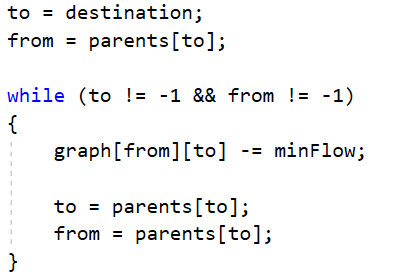 to = destination;
from = parents[to];
while (to != -1 && from != -1)
{
graph[from][to] -= minFlow;
to = parents[to];
from = parents[to];
}